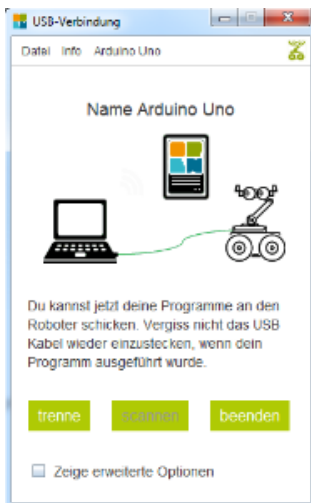 USB-Verbindung
Datei Info Arduino Uno
Name Arduino Uno
Du kannst jetzt deine Programme an den
Roboter schicken. Vergiss nicht das USB
Kabel wieder einzustecken, wenn dein
Programm ausgeführt wurde.
trenne scannen beenden
Zeige erweiterte Optionen